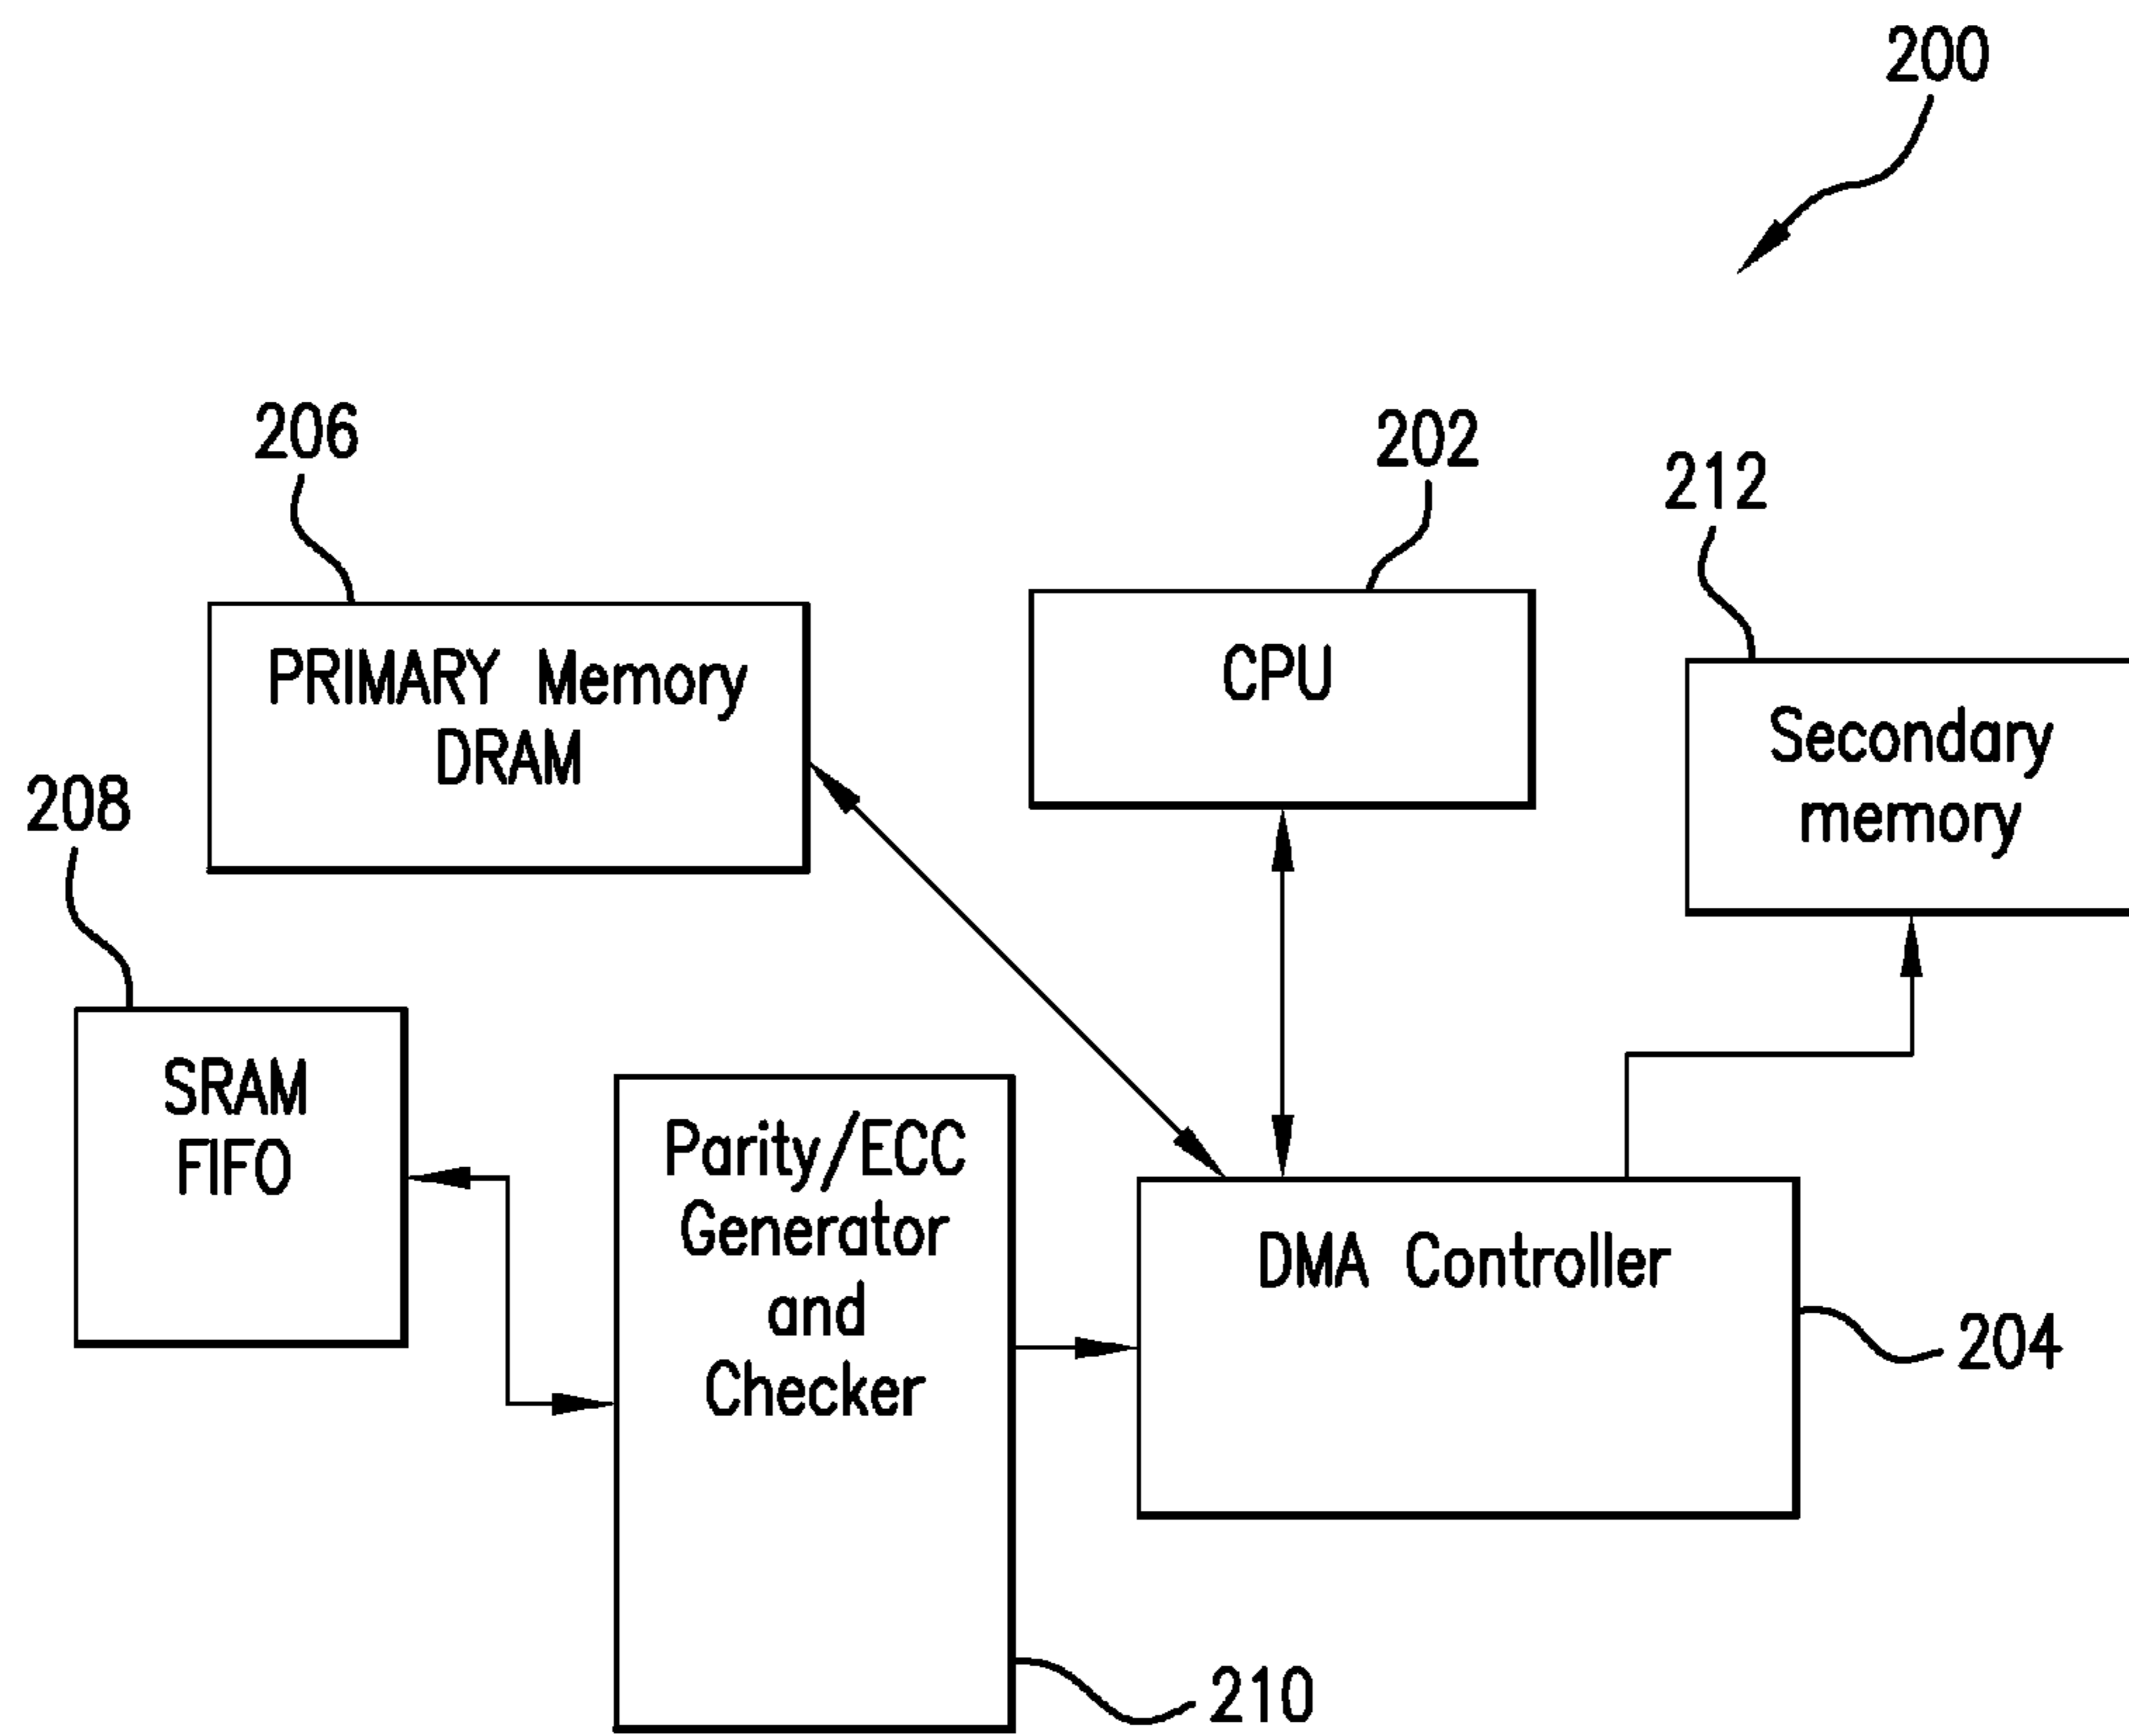 200
206
202
212
PRIMARY Memory
DRAM
CPU
Secondary
memory
208
SRAM
FIFO
Parity/ECC
Generator
and
Checker
DMA Controller
204
210